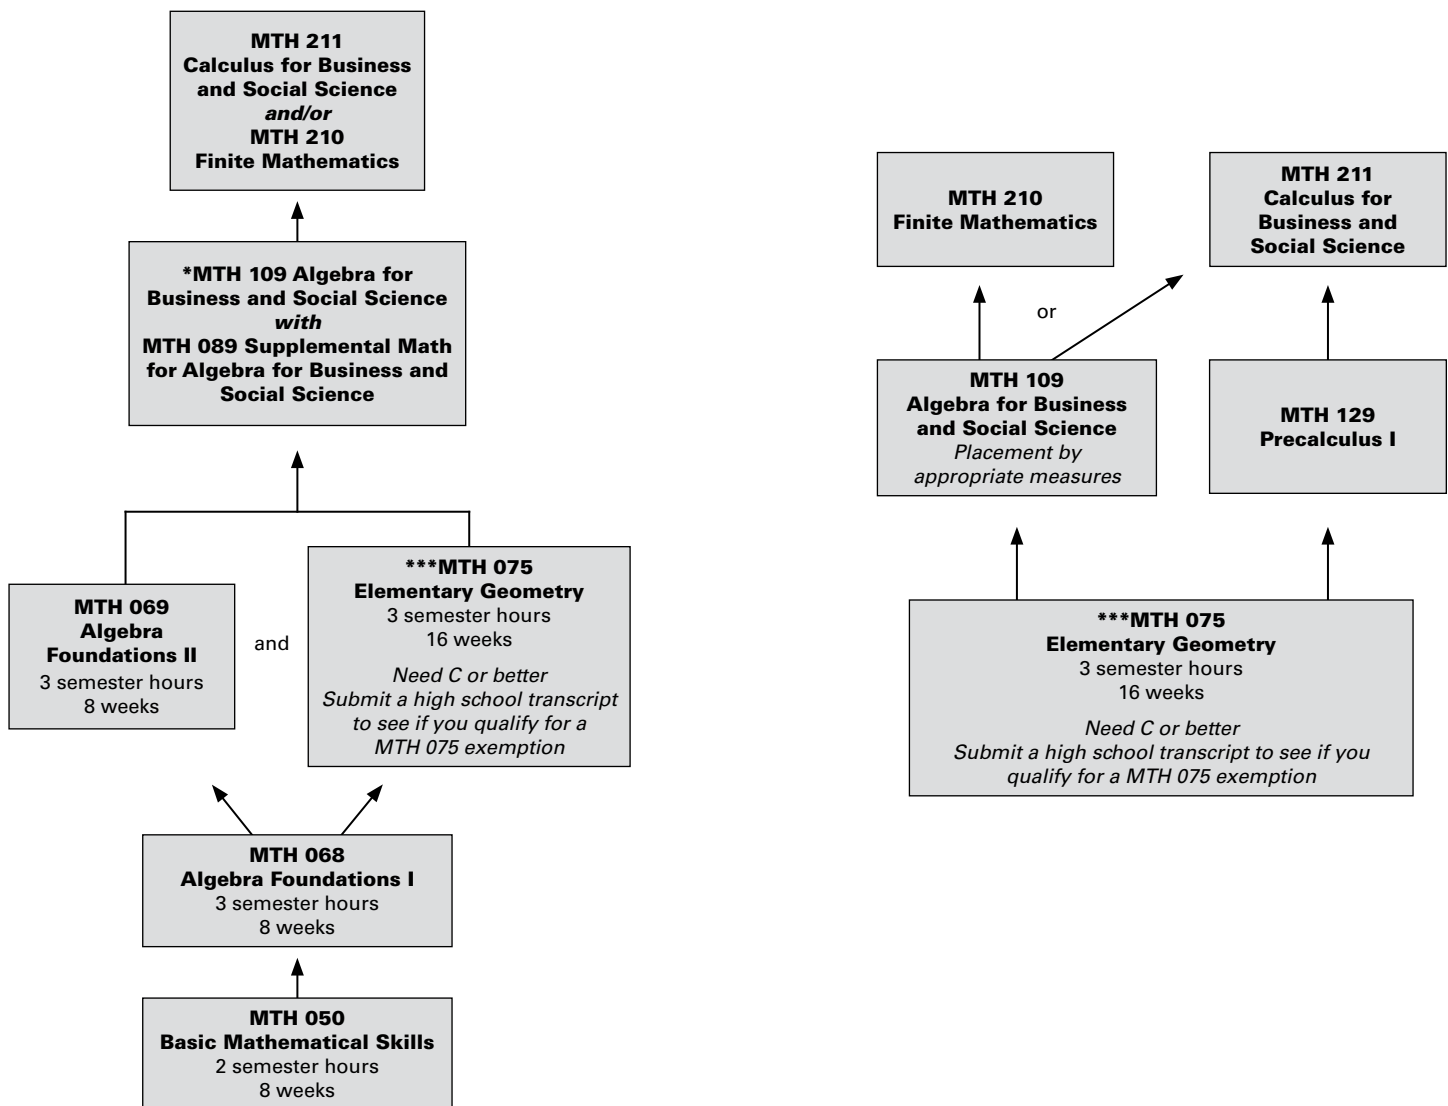 MTH 211
Calculus for Business
and Social Science
and/or
MTH 210
Finite Mathematics
*MTH 109 Algebra for
Business and Social Science
with
MTH 089 Supplemental Math
for Algebra for Business and
Social Science
MTH 069
Algebra
Foundations II
3 semester hours
8 weeks
and
***MTH 075
Elementary Geometry
3 semester hours
16 weeks
Need C or better
Submit a high school transcript
to see if you qualify for a
MTH 075 exemption
MTH 068
Algebra Foundations I
3 semester hours
8 weeks
MTH 050
Basic Mathematical Skills
2 semester hours
8 weeks
MTH 210
Finite Mathematics
MTH 211
Calculus for
Business and
Social Science
or
MTH 109
Algebra for Business
and Social Science
Placement by
appropriate measures
MTH 129
Precalculus I
***MTH 075
Elementary Geometry
3 semester hours
16 weeks
Need C or better
Submit a high school transcript to see if you
qualify for a MTH 075 exemption